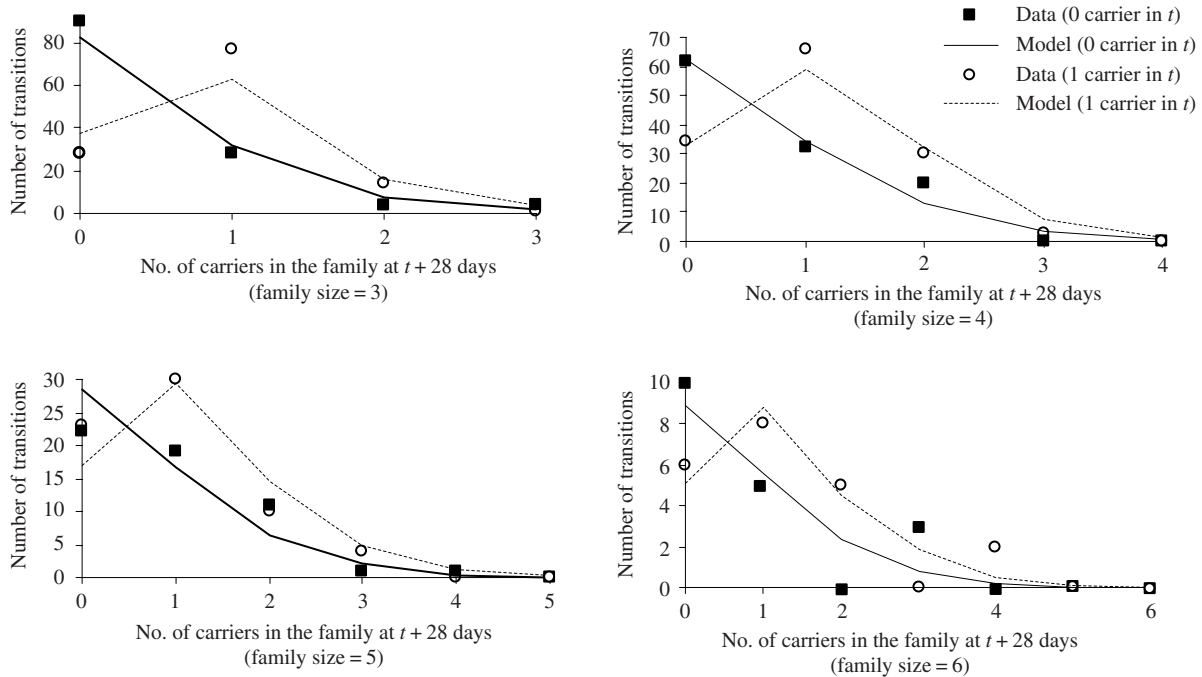 Number of transitions
80
60
40
20
0
0 1 2 3
No. of carriers in the family at t + 28 days
(family size = 3)
Number of transitions
70
60
50
40
30
20
10
0
0 1 2 3 4
No. of carriers in the family at t + 28 days
(family size = 4)
Data (0 carrier in t)
Model (0 carrier in t)
Data (1 carrier in t)
Model (1 carrier in t)
Number of transitions
30
25
20
15
10
5
0
0 1 2 3 4 5
No. of carriers in the family at t + 28 days
(family size = 5)
Number of transitions
10
8
6
4
2
0
0 1 2 3 4 5 6
No. of carriers in the family at t + 28 days
(family size = 6)